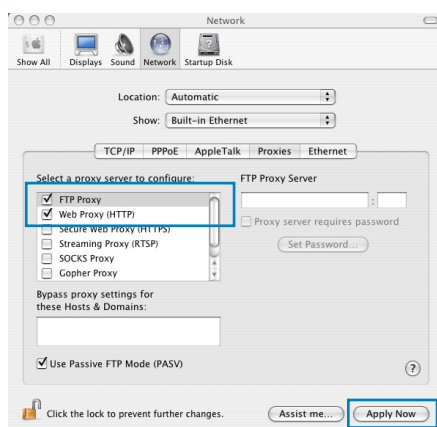 Network
Show All Displays Sound Network Startup Disk
Location: Automatic
Show: Built-in Ethernet
TCP/IP PPPoE AppleTalk Proxies Ethernet
Select a proxy server to configure: FTP Proxy Server
FTP Proxy
:
Web Proxy (HTTP)
Proxy server requires password
Secure Web Proxy (HTTPS)
Streaming Proxy (RTSP)
Set Password...
SOCKS Proxy
Gopher Proxy
Bypass proxy settings for
these Hosts & Domains:
Use Passive FTP Mode (PASV)
?
Click the lock to prevent further changes. Assist me... Apply Now